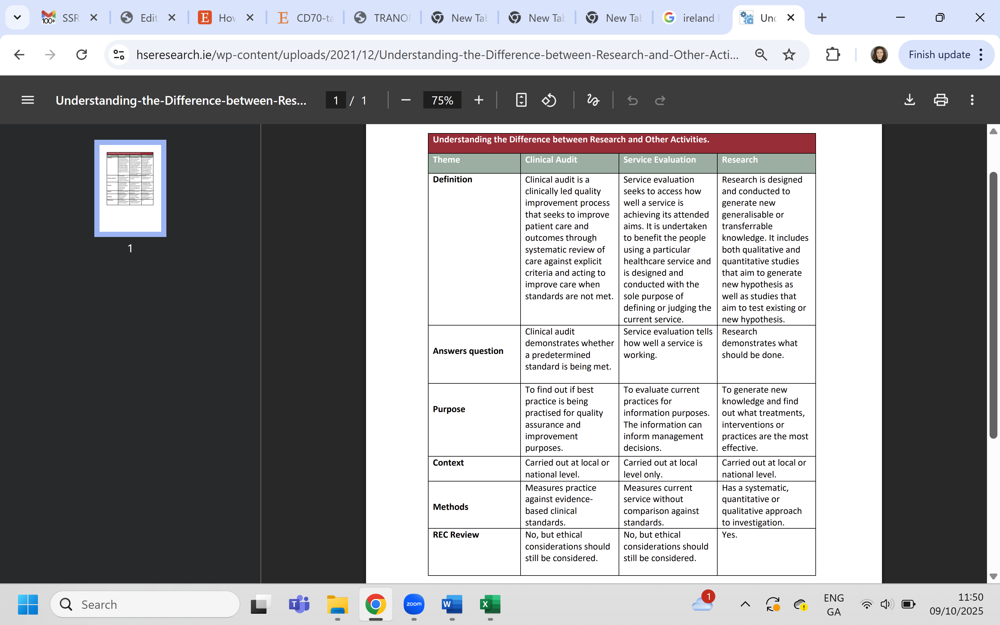 100+
SSR
Edit
Hov
CD70-ta
TRANO
New Tab
New Tab
New Tab
ireland
Und
hseresearch.ie/wp-content/uploads/2021/12/Understanding-the-Difference-between-Research-and-Other-Acti...
Finish update
Understanding-the-Difference-between-Res...
1 / 1
75%
1
Understanding the Difference between Research and Other Activities.
Theme
Clinical Audit
Service Evaluation
Research
Definition
Clinical audit is a
clinically led quality
improvement process
that seeks to improve
patient care and
outcomes through
systematic review of
care against explicit
criteria and acting to
improve care when
standards are not met.
Service evaluation
seeks to access how
well a service is
achieving its attended
aims. It is undertaken
to benefit the people
using a particular
healthcare service and
is designed and
conducted with the
sole purpose of
defining or judging the
current service.
Research is designed
and conducted to
generate new
generalisable or
transferrable
knowledge. It includes
both qualitative and
quantitative studies
that aim to generate
new hypothesis as
well as studies that
aim to test existing or
new hypothesis.
Answers question
Clinical audit
demonstrates whether
a predetermined
standard is being met.
Service evaluation tells
how well a service is
working.
Research
demonstrates what
should be done.
Purpose
To find out if best
practice is being
practised for quality
assurance and
improvement
purposes.
To evaluate current
practices for
information purposes.
The information can
inform management
decisions.
To generate new
knowledge and find
out what treatments,
interventions or
practices are the most
effective.
Context
Carried out at local or
national level.
Carried out at local
level only.
Carried out at local or
national level.
Methods
Measures practice
against evidence-
based clinical
standards.
Measures current
service without
comparison against
standards.
Has a systematic,
quantitative or
qualitative approach
to investigation.
REC Review
No, but ethical
considerations should
still be considered.
No, but ethical
considerations should
still be considered.
Yes.
Search
zoom
1
ENG
GA
11:50
09/10/2025